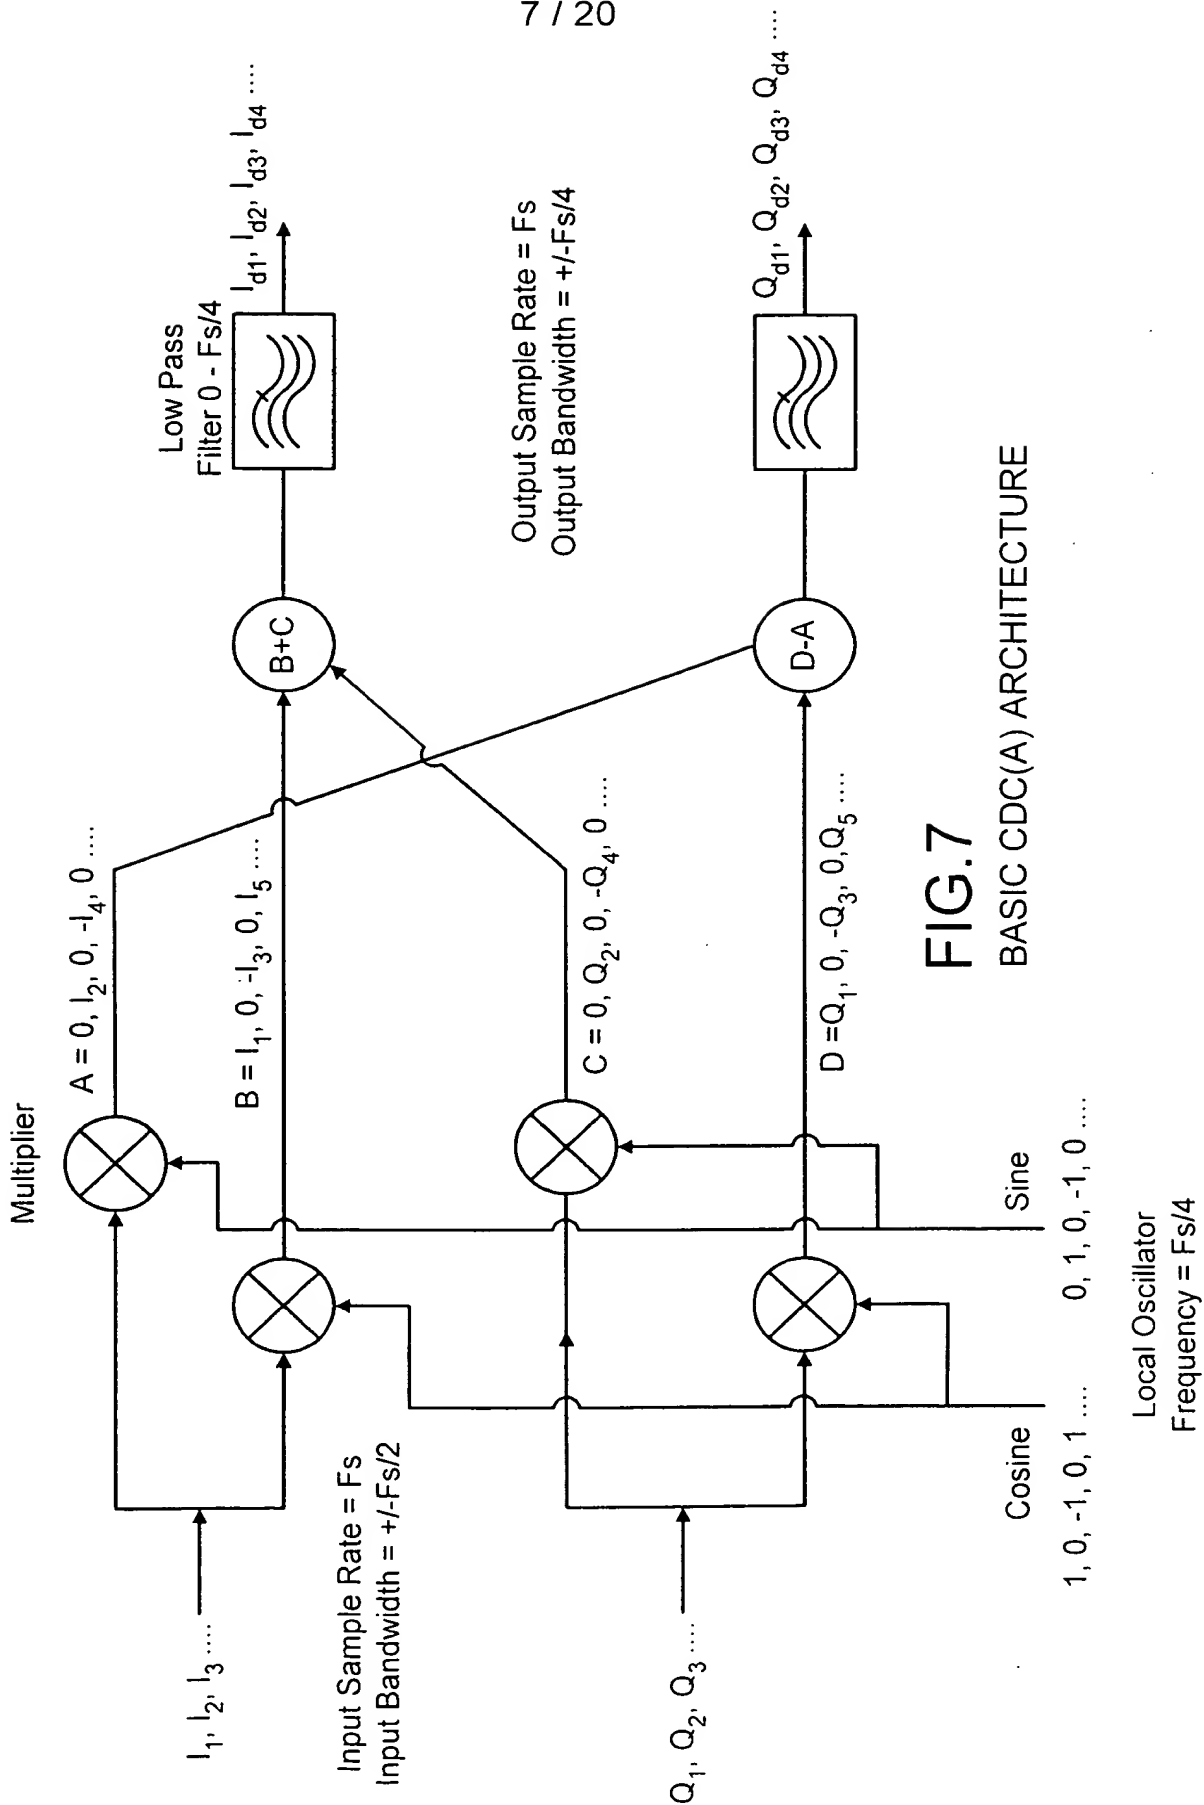 7 / 20
Multiplier
A = 0, I2, 0, -I4, 0 ....
B = I1, 0, -I3, 0, I5 ....
I1, I2, I3 ....
Input Sample Rate = Fs
Input Bandwidth = +/-Fs/2
Low Pass
Filter 0 - Fs/4
Id1, Id2, Id3, Id4 ....
B+C
Output Sample Rate = Fs
Output Bandwidth = +/-Fs/4
C = 0, Q2, 0, -Q4, 0 ....
Q1, Q2, Q3 ....
D =Q1, 0, -Q3, 0,Q5 ....
D-A
Qd1, Qd2, Qd3, Qd4 ....
Cosine
1, 0, -1, 0, 1 ....
Sine
0, 1, 0, -1, 0 ....
Local Oscillator
Frequency = Fs/4
FIG.7
BASIC CDC(A) ARCHITECTURE